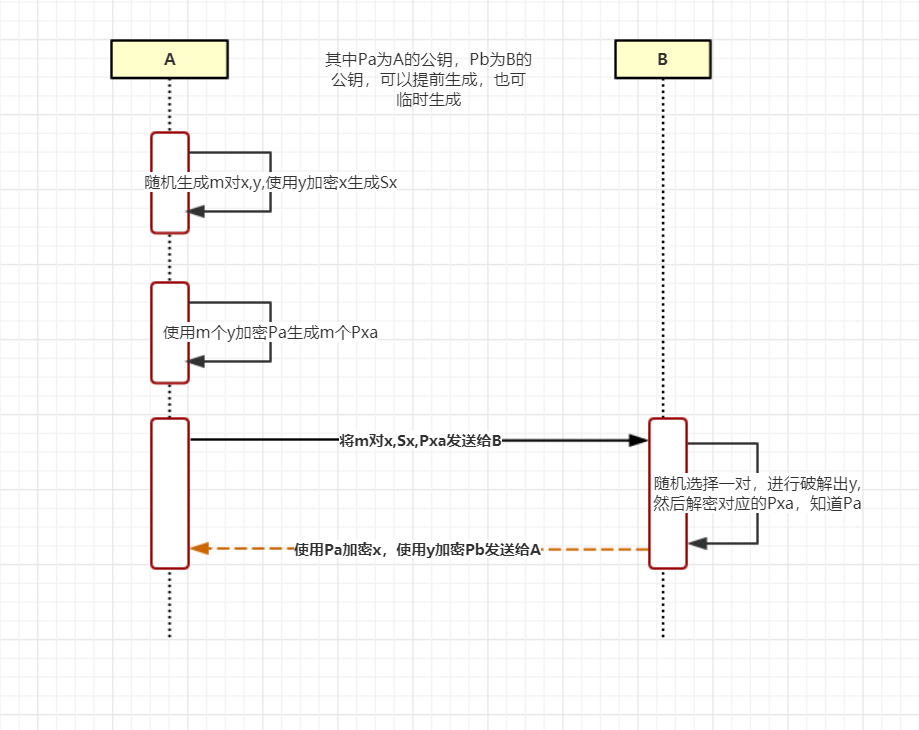 A
其中Pa为A的公钥，Pb为B的
公钥，可以提前生成，也可
临时生成
B
随机生成m对x,y,使用y加密x生成Sx
使用m个y加密Pa生成m个Pxa
将m对x,Sx,Pxa发送给B
随机选择一对，进行破解出y,
然后解密对应的Pxa，知道Pa
使用Pa加密x，使用y加密Pb发送给A